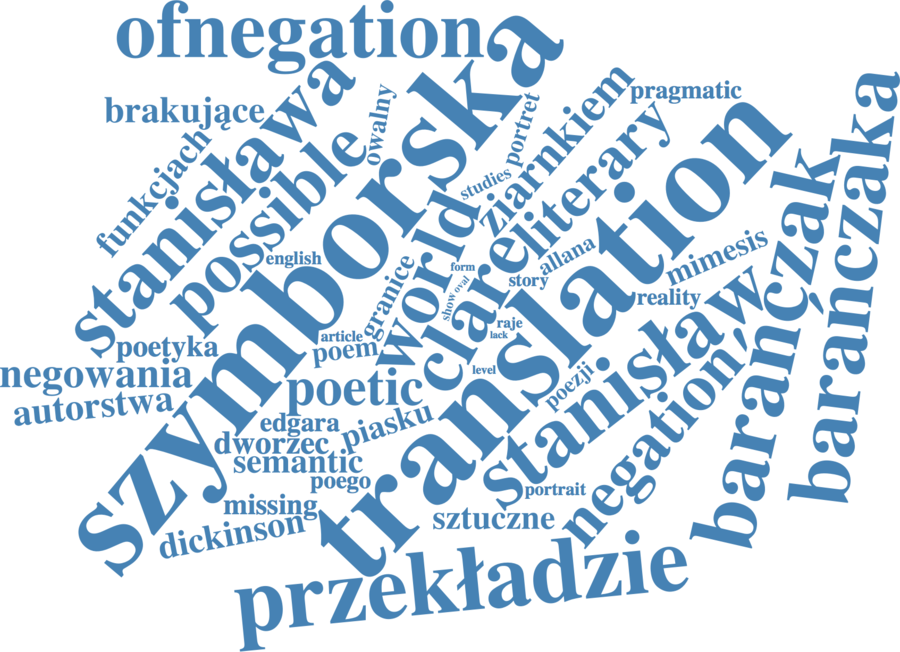 ofnegation
szymborska
stanisława
brakujące
owalny
portret
pragmatic
ziarnkiem
funkcjach
possible
studies
eliterary
world
translation
barańczak
barańczaka
english
form
story
allana
mimesis
show
oval
granice
clare
reality
raje
article
lack
poetyka
poem
negowania
level
stanisław
negation’
autorstwa
poetic
poezji
edgara
piasku
dworzec
semantic
poego
portrait
missing
dickinson
sztuczne
przekładzie